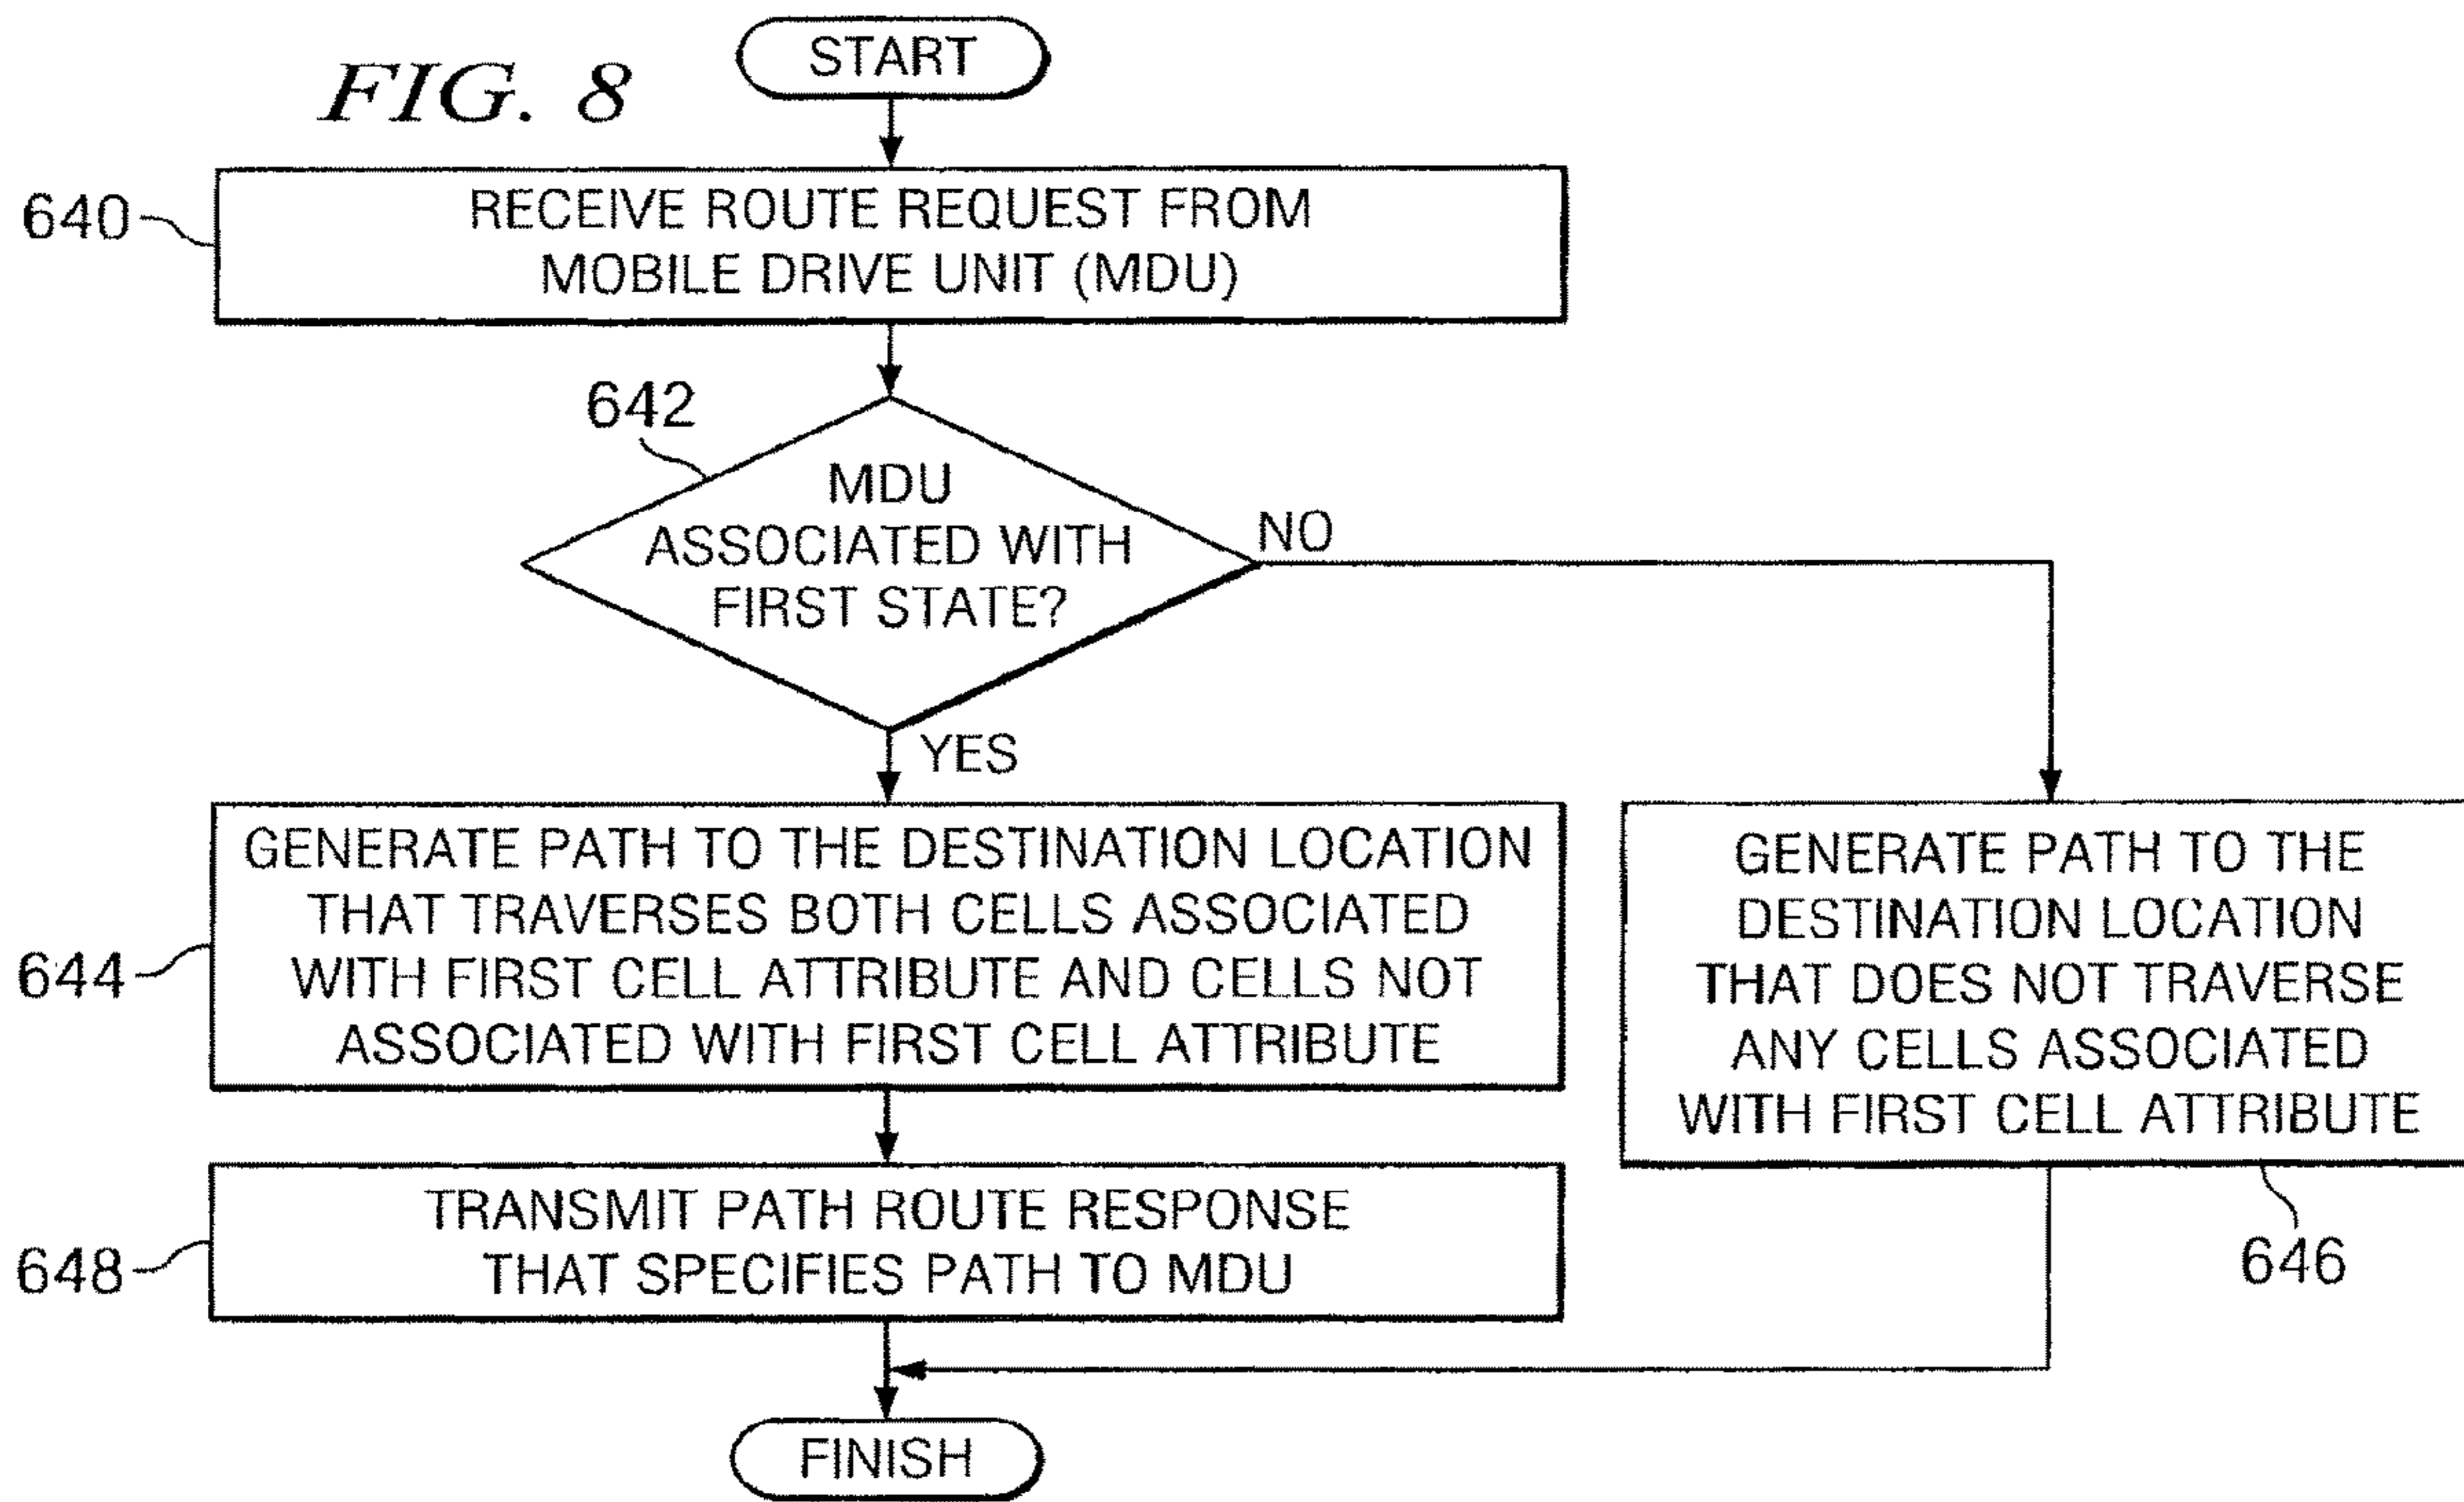 FIG. 8
START
640
RECEIVE ROUTE REQUEST FROM
MOBILE DRIVE UNIT (MDU)
642
MDU
ASSOCIATED WITH
FIRST STATE?
NO
YES
644
GENERATE PATH TO THE DESTINATION LOCATION
THAT TRAVERSES BOTH CELLS ASSOCIATED
WITH FIRST CELL ATTRIBUTE AND CELLS NOT
ASSOCIATED WITH FIRST CELL ATTRIBUTE
GENERATE PATH TO THE
DESTINATION LOCATION
THAT DOES NOT TRAVERSE
ANY CELLS ASSOCIATED
WITH FIRST CELL ATTRIBUTE
646
648
TRANSMIT PATH ROUTE RESPONSE
THAT SPECIFIES PATH TO MDU
FINISH